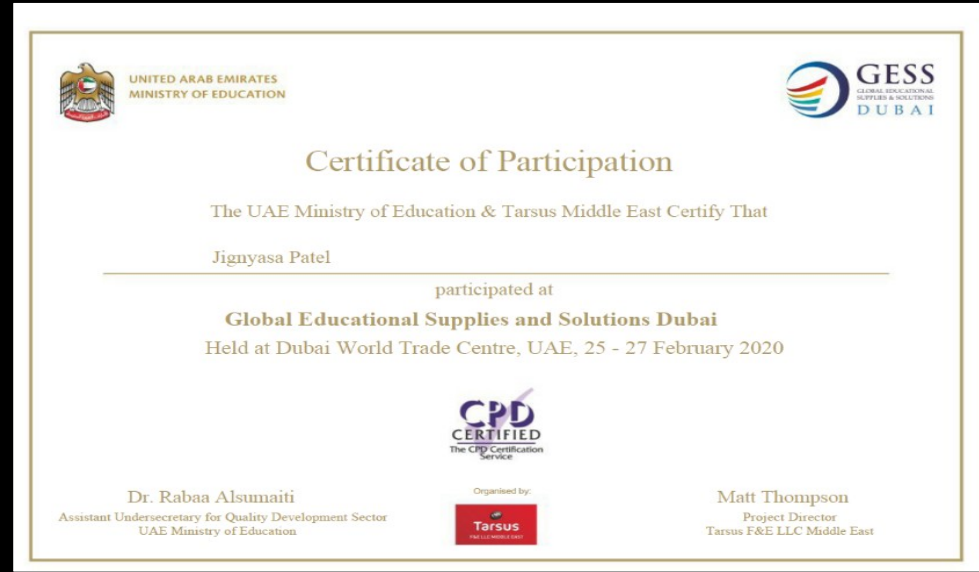 UNITED ARAB EMIRATES
MINISTRY OF EDUCATION
GESS
GLOBAL EDUCATIONAL
SUPPLIES & SOLUTIONS
DUBAI
Certificate of Participation
The UAE Ministry of Education & Tarsus Middle East Certify That
Jignyasa Patel
participated at
Global Educational Supplies and Solutions Dubai
Held at Dubai World Trade Centre, UAE, 25 - 27 February 2020
CPD
CERTIFIED
The CPD Certification
Service
Dr. Rabaa Alsumaiti
Assistant Undersecretary for Quality Development Sector
UAE Ministry of Education
Organised by:
Tarsus
F&E LLC MIDDLE EAST
Matt Thompson
Project Director
Tarsus F&E LLC Middle East